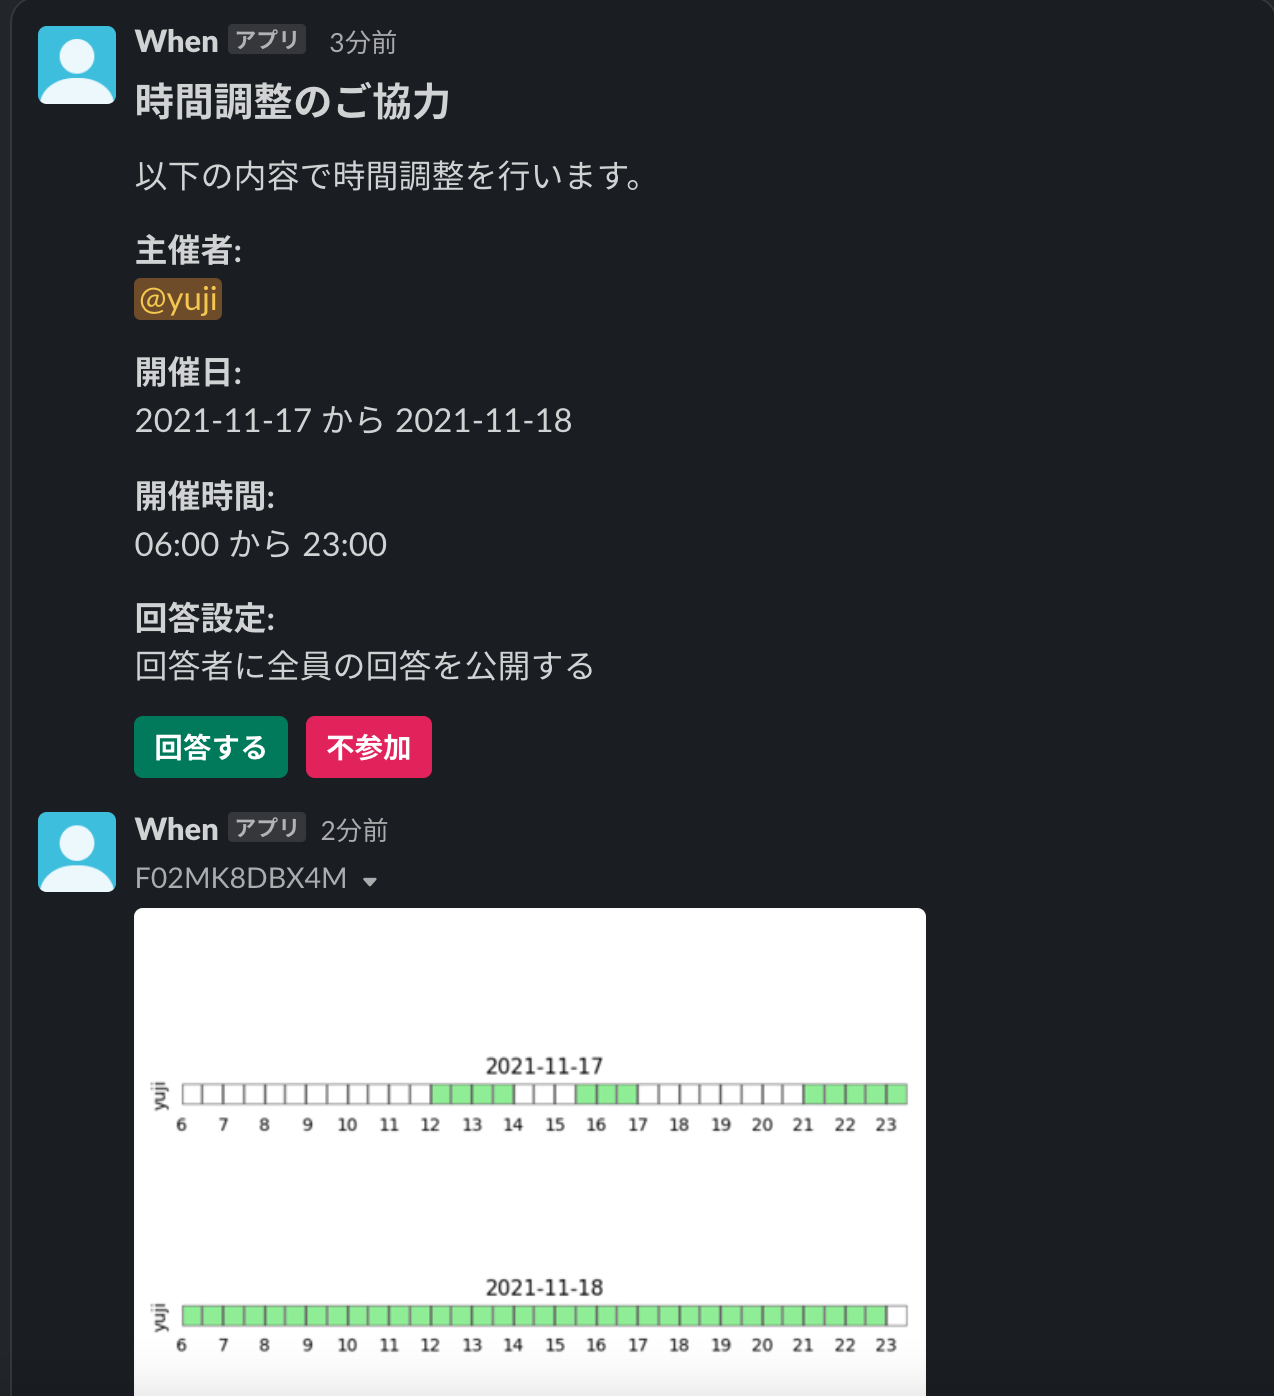 When アプリ 3分前
時間調整のご協力
以下の内容で時間調整を行います。
主催者:
@yuji
開催日:
2021-11-17 から 2021-11-18
開催時間:
06:00 から 23:00
回答設定:
回答者に全員の回答を公開する
回答する 不参加
When アプリ 2分前
F02MK8DBX4M
2021-11-17
yuji
6 7 8 9 10 11 12 13 14 15 16 17 18 19 20 21 22 23
2021-11-18
yuji
6 7 8 9 10 11 12 13 14 15 16 17 18 19 20 21 22 23